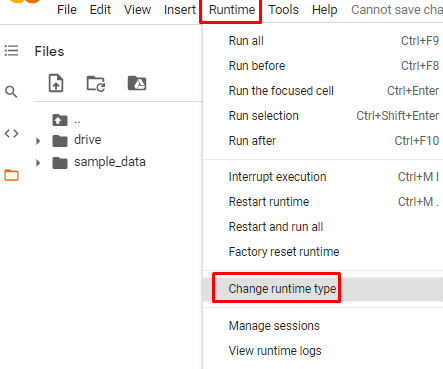 File Edit View Insert Runtime Tools Help Cannot save cha
Files
..
drive
sample_data
Run all Ctrl+F9
Run before Ctrl+F8
Run the focused cell Ctrl+Enter
Run selection Ctrl+Shift+Enter
Run after Ctrl+F10
Interrupt execution Ctrl+M I
Restart runtime Ctrl+M .
Restart and run all
Factory reset runtime
Change runtime type
Manage sessions
View runtime logs